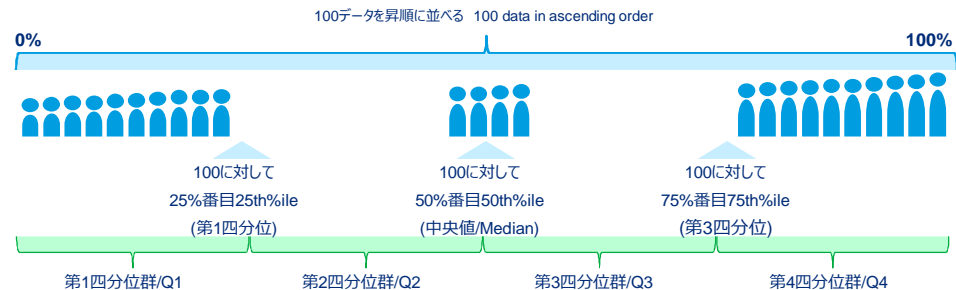 100データを昇順に並べる 100 data in ascending order
0%
100%
100に対して
25%番目25th%ile
(第1四分位)
100に対して
50%番目50th%ile
(中央値/Median)
100に対して
75%番目75th%ile
(第3四分位)
第1四分位群/Q1
第2四分位群/Q2
第3四分位群/Q3
第4四分位群/Q4